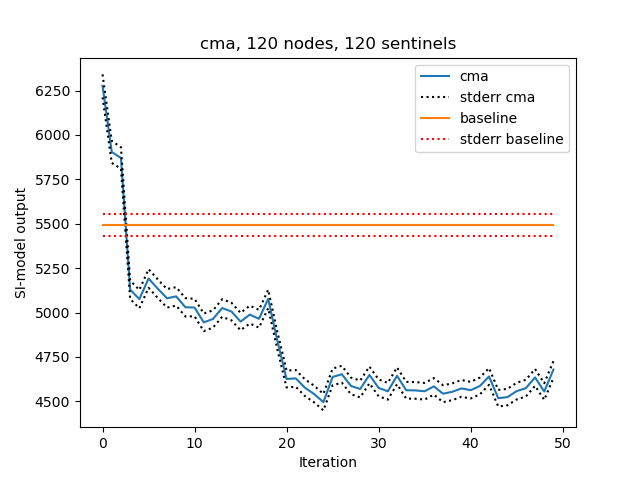 cma, 120 nodes, 120 sentinels
cma
stderr cma
baseline
stderr baseline
6250
6000
5750
5500
5250
5000
4750
4500
SI-model output
0 10 20 30 40 50
Iteration